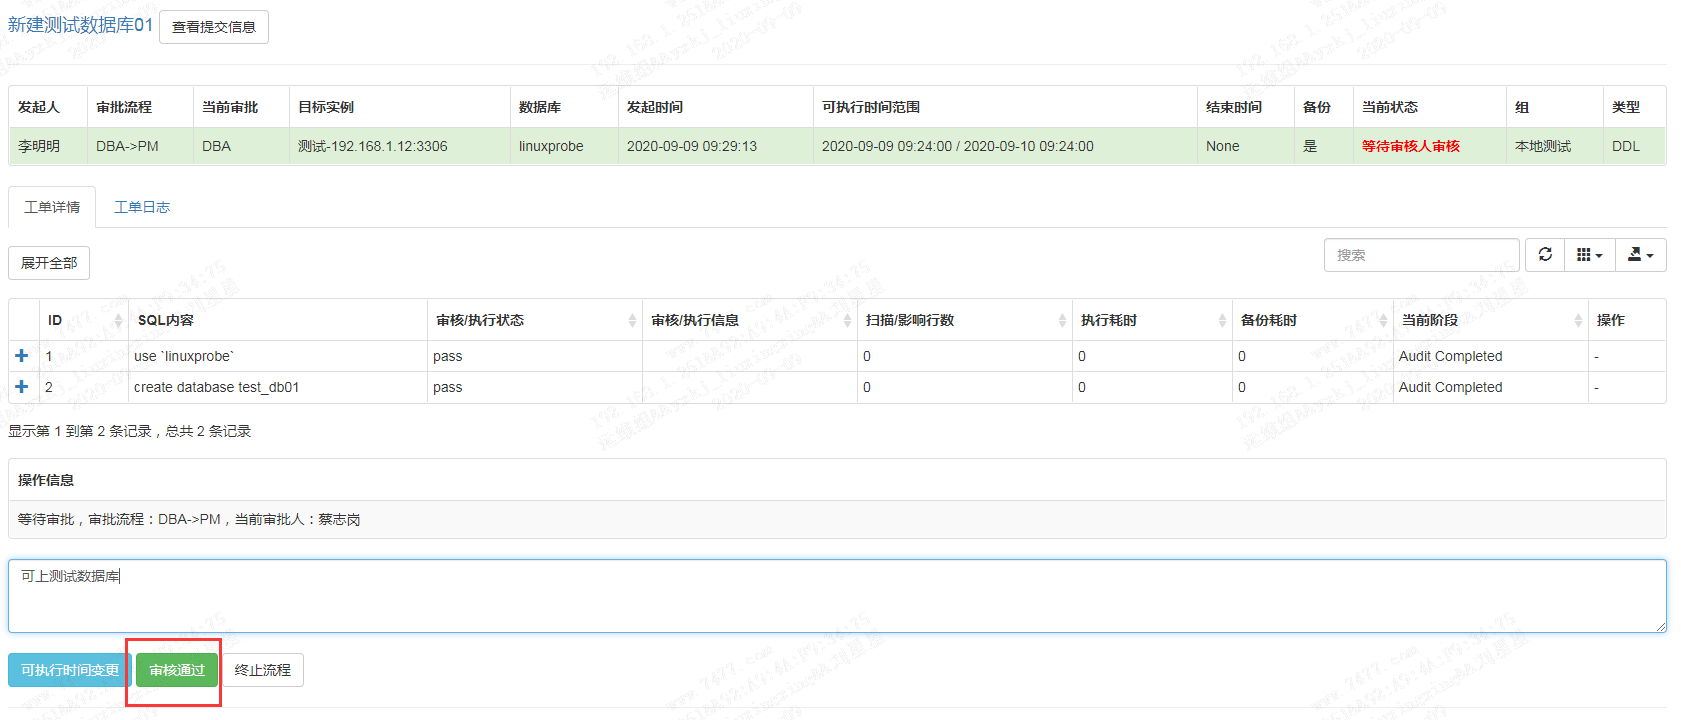 新建测试数据库01 查看提交信息
发起人 审批流程 当前审批 目标实例 数据库 发起时间 可执行时间范围 结束时间 备份 当前状态 组 类型
李明明 DBA->PM DBA 测试-192.168.1.12:3306 linuxprobe 2020-09-09 09:29:13 2020-09-09 09:24:00 / 2020-09-10 09:24:00 None 是 等待审核人审核 本地测试 DDL
工单详情 工单日志
展开全部 搜索
ID SQL内容 审核/执行状态 审核/执行信息 扫描/影响行数 执行耗时 备份耗时 当前阶段 操作
1 use `linuxprobe` pass 0 0 0 Audit Completed -
2 create database test_db01 pass 0 0 0 Audit Completed -
显示第 1 到第 2 条记录，总共 2 条记录
操作信息
等待审批，审批流程：DBA->PM，当前审批人：蔡志岗
可上测试数据库
可执行时间变更 审核通过 终止流程